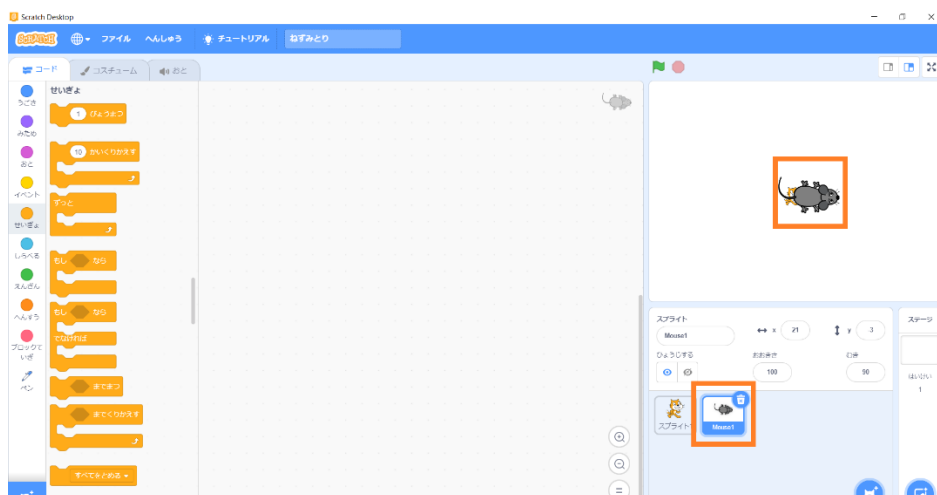 Scratch Desktop
SCRATCH
ファイル
へんしゅう
チュートリアル
ねずみとり
コード
コスチューム
おと
うごき
みため
おと
イベント
せいぎょ
しらべる
えんざん
へんすう
ブロックて
いぎ
ペン
せいぎょ
1 びょうまつ
10 かいくりかえす
ずっと
もし なら
もし なら
でなければ
までまつ
までくりかえす
すべてをとめる
スプライト
Mouse1
x 21
y 3
ひょうじする
おおきさ
100
むき
90
スプライト1
Mouse1
ステージ
はいけい
1